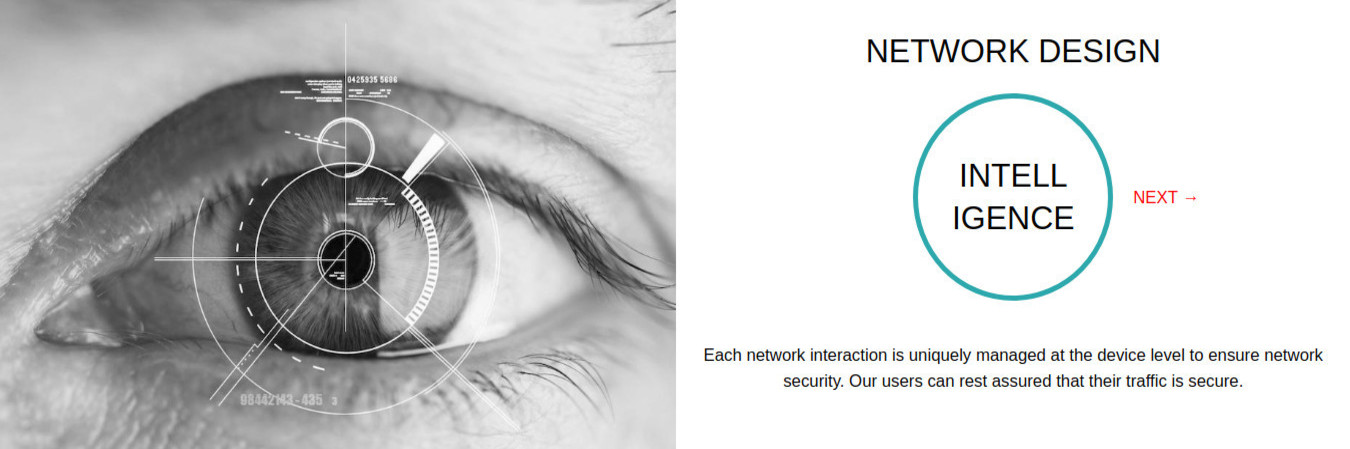 0425935 5686
98442143-435 3
NETWORK DESIGN
INTELL
IGENCE
NEXT →
Each network interaction is uniquely managed at the device level to ensure network
security. Our users can rest assured that their traffic is secure.